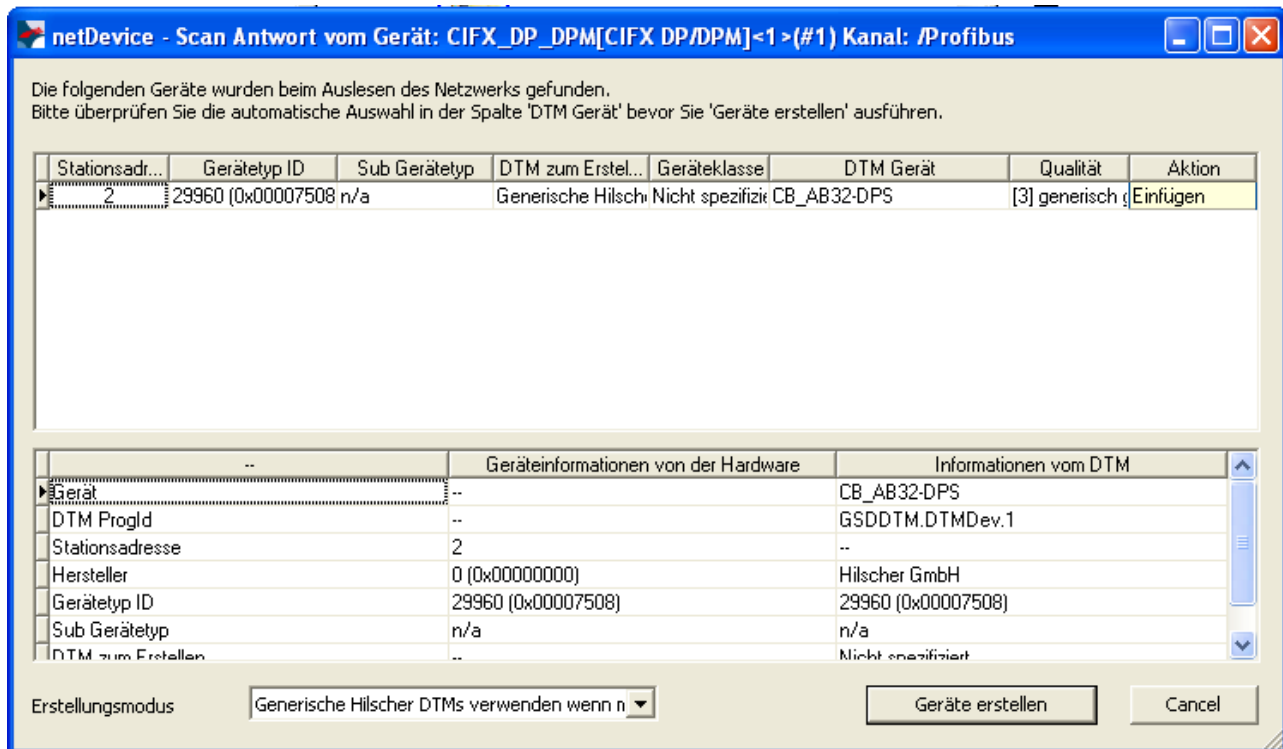 netDevice - Scan Antwort vom Gerät: CIFX_DP_DPM[CIFX DP/DPM]<1>(#1) Kanal: /Profibus
Die folgenden Geräte wurden beim Auslesen des Netzwerks gefunden.
Bitte überprüfen Sie die automatische Auswahl in der Spalte 'DTM Gerät' bevor Sie 'Geräte erstellen' ausführen.
Stationsadr... Gerätetyp ID Sub Gerätetyp DTM zum Erstel... Geräteklasse DTM Gerät Qualität Aktion
2 29960 (0x00007508 n/a Generische Hilsch Nicht spezifizi CB_AB32-DPS [3] generisch Einfügen
-- Geräteinformationen von der Hardware Informationen vom DTM
Gerät -- CB_AB32-DPS
DTM ProgId -- GSDDTM.DTMDev.1
Stationsadresse 2 --
Hersteller 0 (0x00000000) Hilscher GmbH
Gerätetyp ID 29960 (0x00007508) 29960 (0x00007508)
Sub Gerätetyp n/a n/a
DTM zum Erstellen -- Nicht spezifiziert
Erstellungsmodus Generische Hilscher DTMs verwenden wenn n Geräte erstellen Cancel